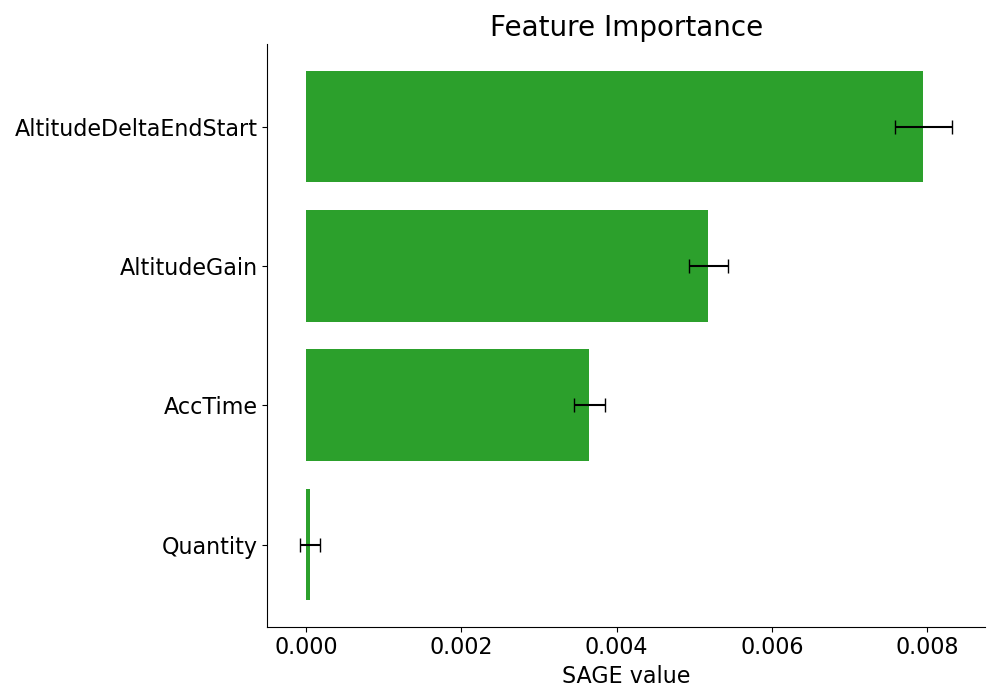 Feature Importance
AltitudeDeltaEndStart
AltitudeGain
AccTime
Quantity
0.000 0.002 0.004 0.006 0.008
SAGE value